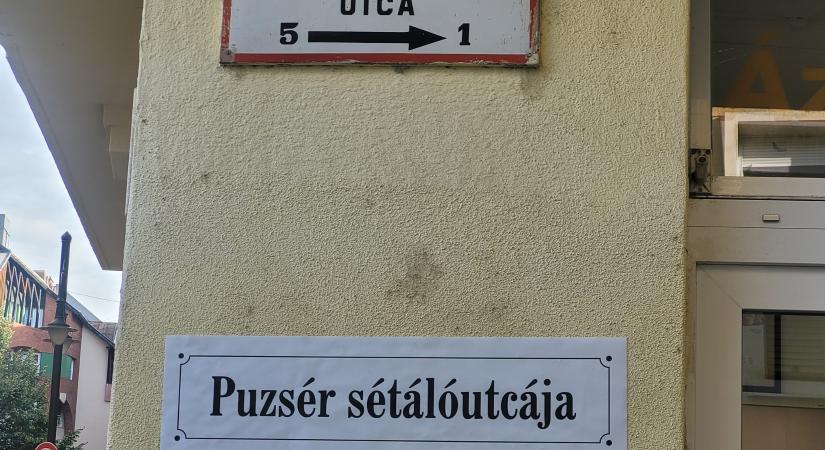 UTCA
5 → 1
Puzsér sétálóutcája